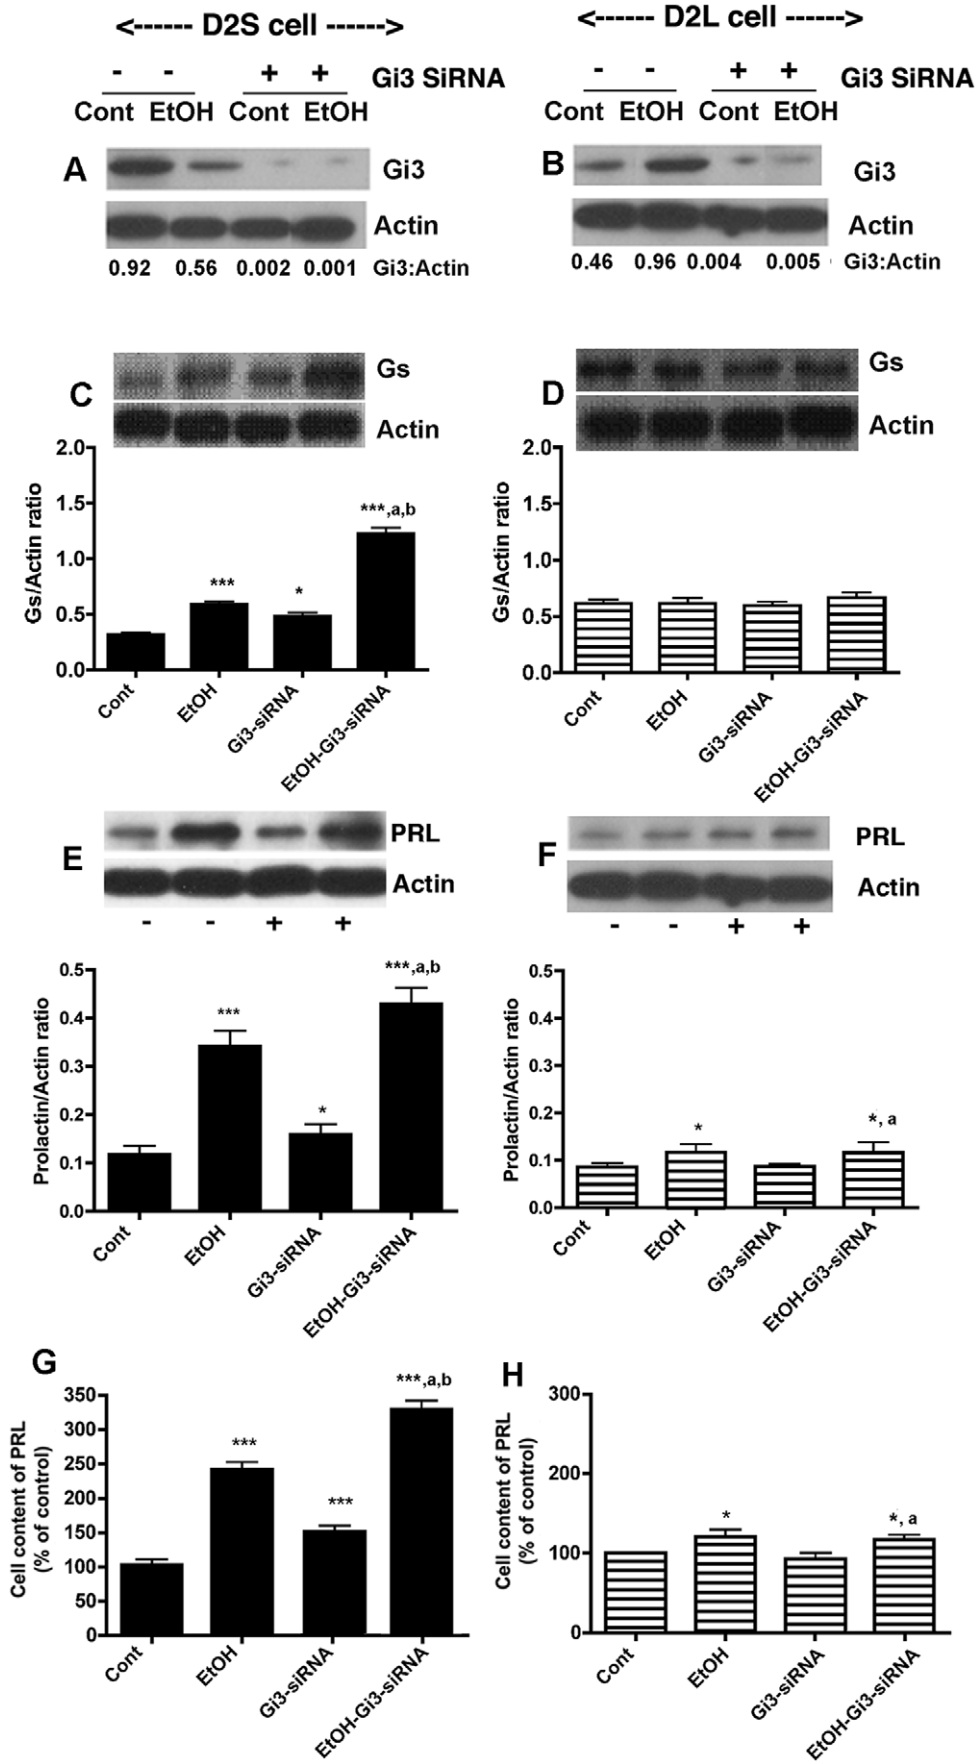 <------ D2S cell ------>
<------ D2L cell ------>
- - + + Gi3 SiRNA
- - + + Gi3 SiRNA
Cont EtOH Cont EtOH
Cont EtOH Cont EtOH
A
Gi3
Actin
0.92 0.56 0.002 0.001 Gi3:Actin
B
Gi3
Actin
0.46 0.96 0.004 0.005 Gi3:Actin
C
Gs
Actin
Gs/Actin ratio
2.0
1.5
1.0
0.5
0.0
***
*
***,a,b
Cont
EtOH
Gi3-siRNA
EtOH-Gi3-siRNA
D
Gs
Actin
Gs/Actin ratio
2.0
1.5
1.0
0.5
0.0
Cont
EtOH
Gi3-siRNA
EtOH-Gi3-siRNA
E
PRL
Actin
- - + +
Prolactin/Actin ratio
0.5
0.4
0.3
0.2
0.1
0.0
***
*
***,a,b
Cont
EtOH
Gi3-siRNA
EtOH-Gi3-siRNA
F
PRL
Actin
- - + +
Prolactin/Actin ratio
0.5
0.4
0.3
0.2
0.1
0.0
*
*, a
Cont
EtOH
Gi3-siRNA
EtOH-Gi3-siRNA
G
Cell content of PRL
(% of control)
350
300
250
200
150
100
50
0
***
***
***,a,b
Cont
EtOH
Gi3-siRNA
EtOH-Gi3-siRNA
H
Cell content of PRL
(% of control)
300
200
100
0
*
*, a
Cont
EtOH
Gi3-siRNA
EtOH-Gi3-siRNA